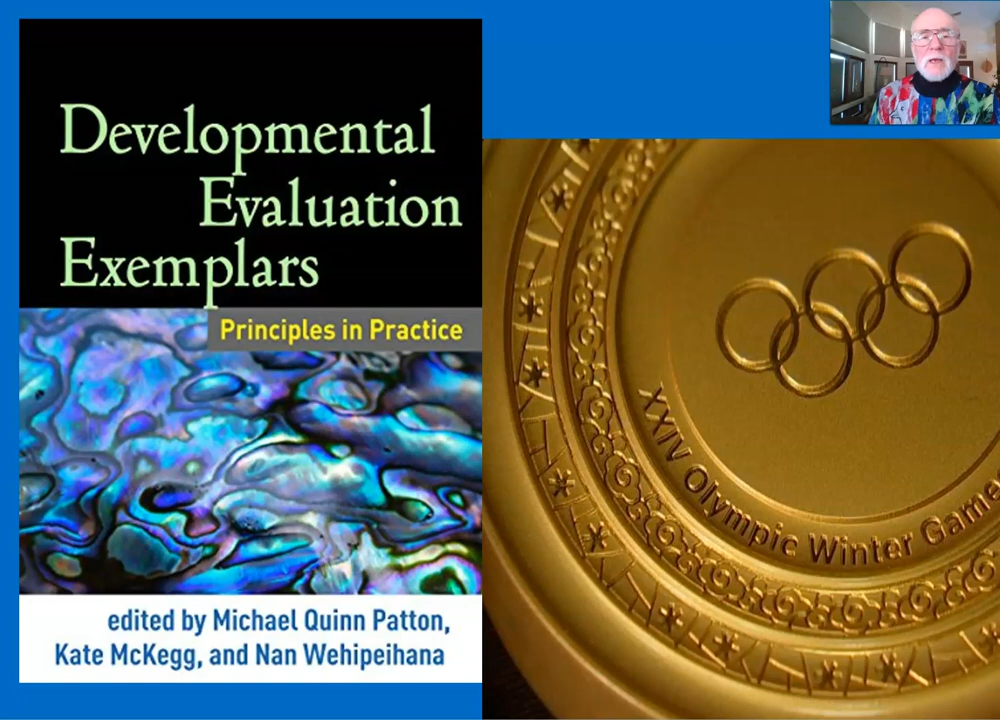 Developmental
Evaluation
Exemplars
Principles in Practice
edited by Michael Quinn Patton,
Kate McKegg, and Nan Wehipeihana
XXIV Olympic Winter Game